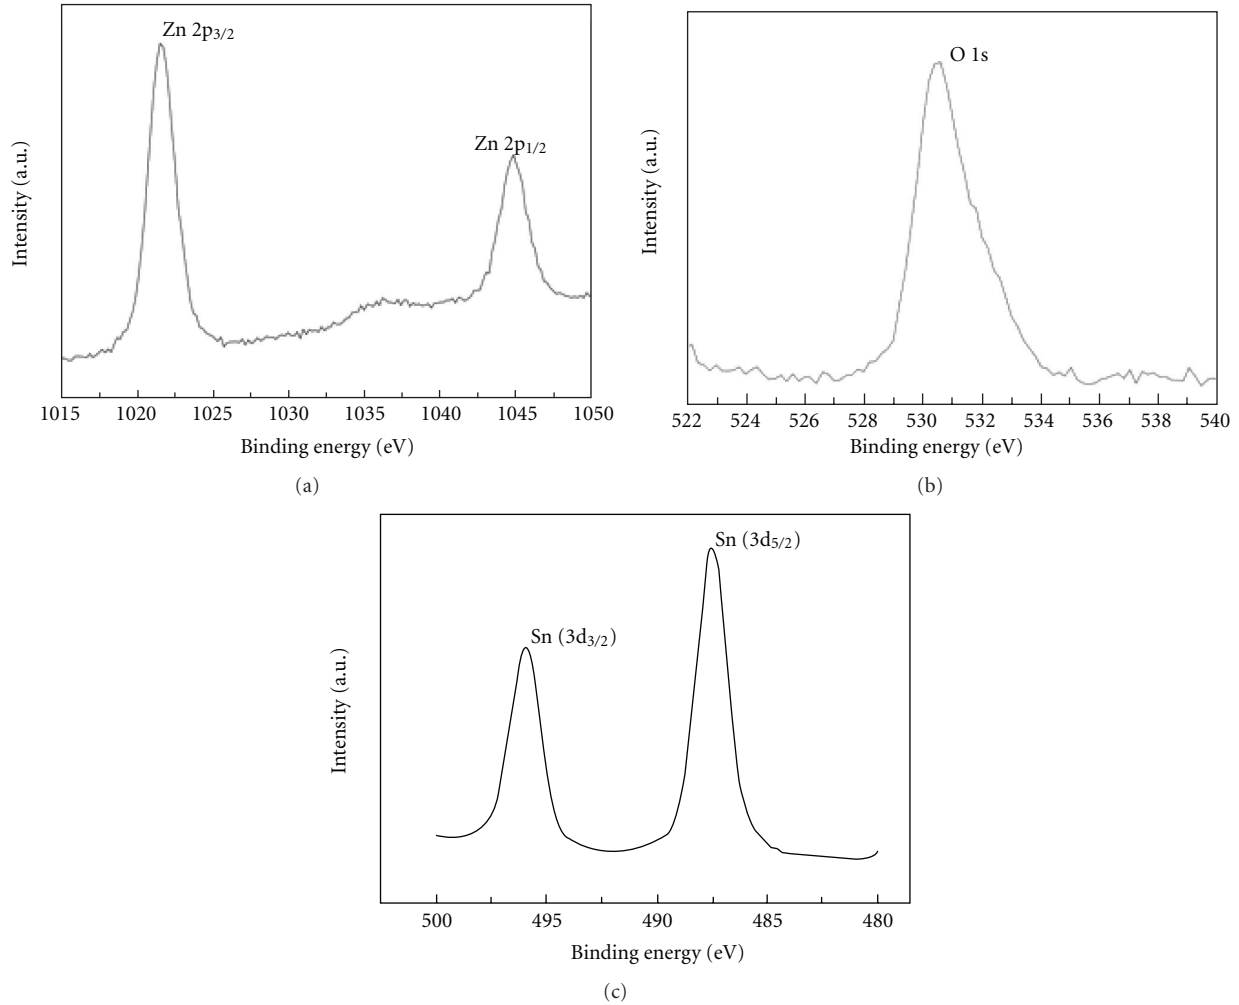 Zn 2p3/2
Zn 2p1/2
Intensity (a.u.)
1015 1020 1025 1030 1035 1040 1045 1050
Binding energy (eV)
(a)
O 1s
Intensity (a.u.)
522 524 526 528 530 532 534 536 538 540
Binding energy (eV)
(b)
Sn (3d5/2)
Sn (3d3/2)
Intensity (a.u.)
500 495 490 485 480
Binding energy (eV)
(c)